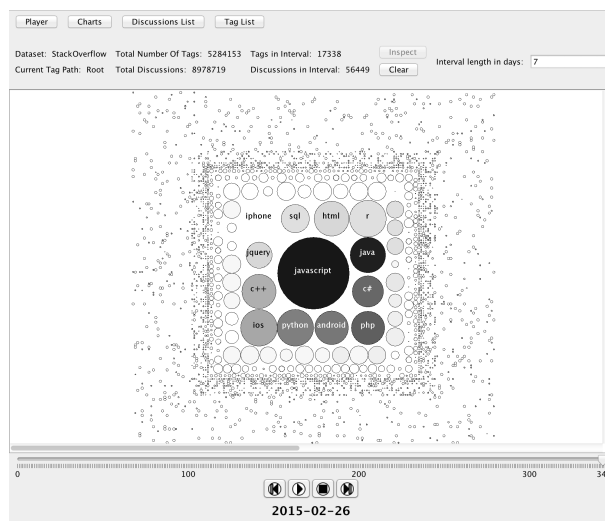 Player Charts Discussions List Tag List
Dataset: StackOverflow Total Number Of Tags: 5284153 Tags in Interval: 17338 Inspect
Interval length in days: 7
Current Tag Path: Root Total Discussions: 8978719 Discussions in Interval: 56449 Clear
iphone sql html r
jquery java
javascript
c++ c#
ios python android php
0 100 200 300 34
2015-02-26